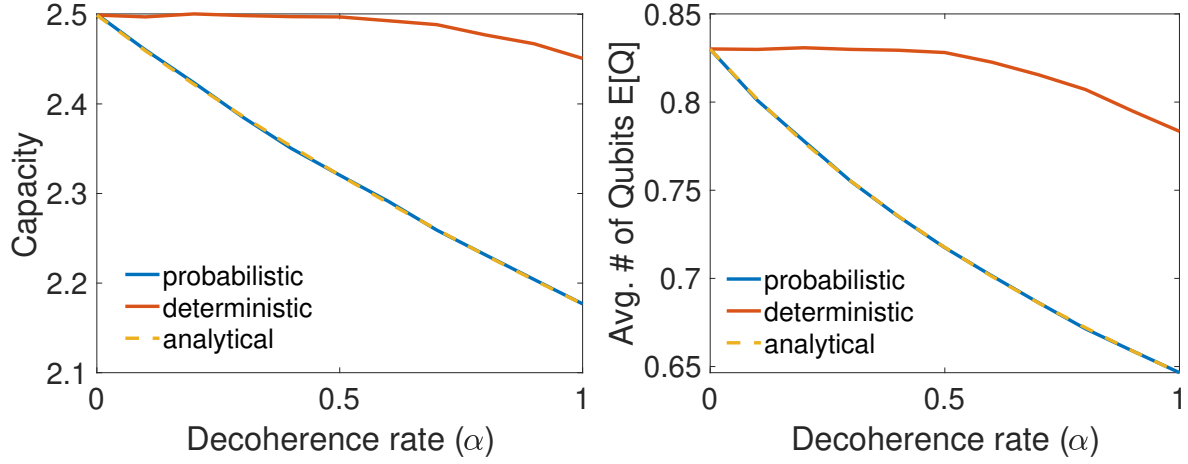 Capacity
2.5
2.4
2.3
2.2
2.1
probabilistic
deterministic
analytical
0
0.5
1
Decoherence rate (α)
Avg. # of Qubits E[Q]
0.85
0.8
0.75
0.7
0.65
probabilistic
deterministic
analytical
0
0.5
1
Decoherence rate (α)